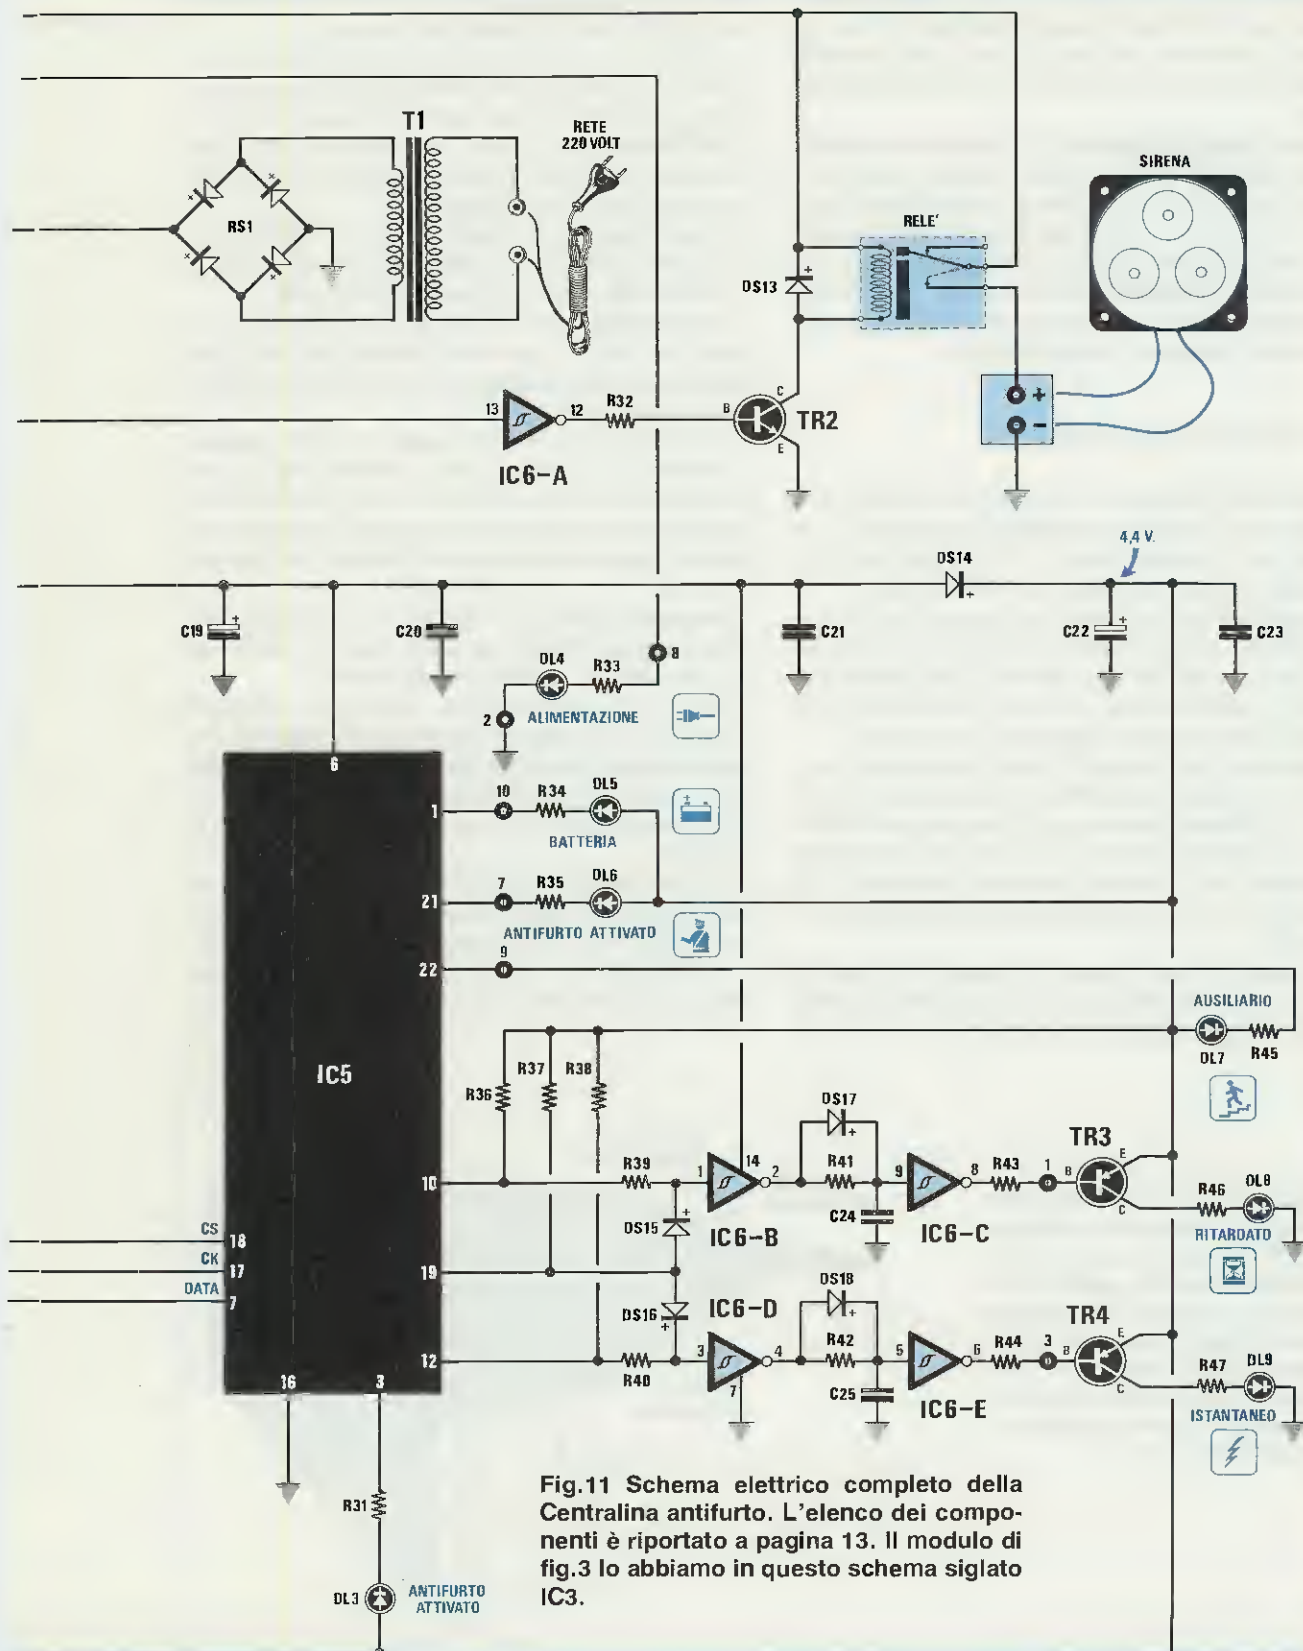 T1
RETE
220 VOLT
SIRENA
RS1
RELE'
DS13
+
+
−
13
12
R32
B
C
E
TR2
IC6-A
4,4 V.
DS14
+
C19
+
C20
C21
C22
+
C23
8
DL4
R33
2
ALIMENTAZIONE
6
1
10
R34
DL5
BATTERIA
21
7
R35
DL6
ANTIFURTO ATTIVATO
22
9
AUSILIARIO
DL7
R45
IC5
R36
R37
R38
DS17
+
TR3
10
R39
1
14
2
R41
9
8
R43
1
B
E
C
R46
DL8
RITARDATO
DS15
+
IC6-B
C24
IC6-C
CS
18
CK
17
DATA
7
19
DS16
+
IC6-D
DS18
+
TR4
12
R40
3
7
4
R42
5
6
R44
3
B
E
C
R47
DL9
ISTANTANEO
C25
IC6-E
16
3
R31
DL3
ANTIFURTO
ATTIVATO
Fig.11 Schema elettrico completo della
Centralina antifurto. L'elenco dei compo-
nenti è riportato a pagina 13. Il modulo di
fig.3 lo abbiamo in questo schema siglato
IC3.